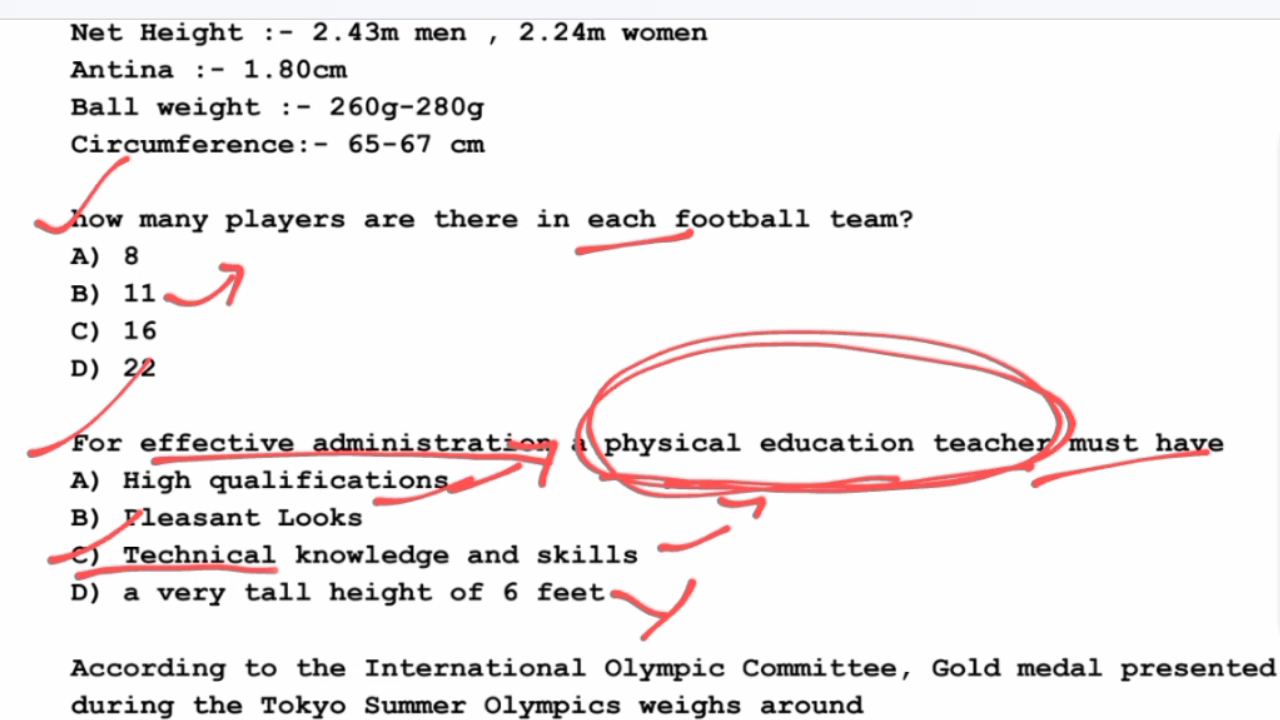 Net Height :- 2.43m men , 2.24m women
Antina :- 1.80cm
Ball weight :- 260g-280g
Circumference:- 65-67 cm
how many players are there in each football team?
A) 8
B) 11
C) 16
D) 22
For effective administration a physical education teacher must have
A) High qualifications
B) Pleasant Looks
C) Technical knowledge and skills
D) a very tall height of 6 feet
According to the International Olympic Committee, Gold medal presented
during the Tokyo Summer Olympics weighs around